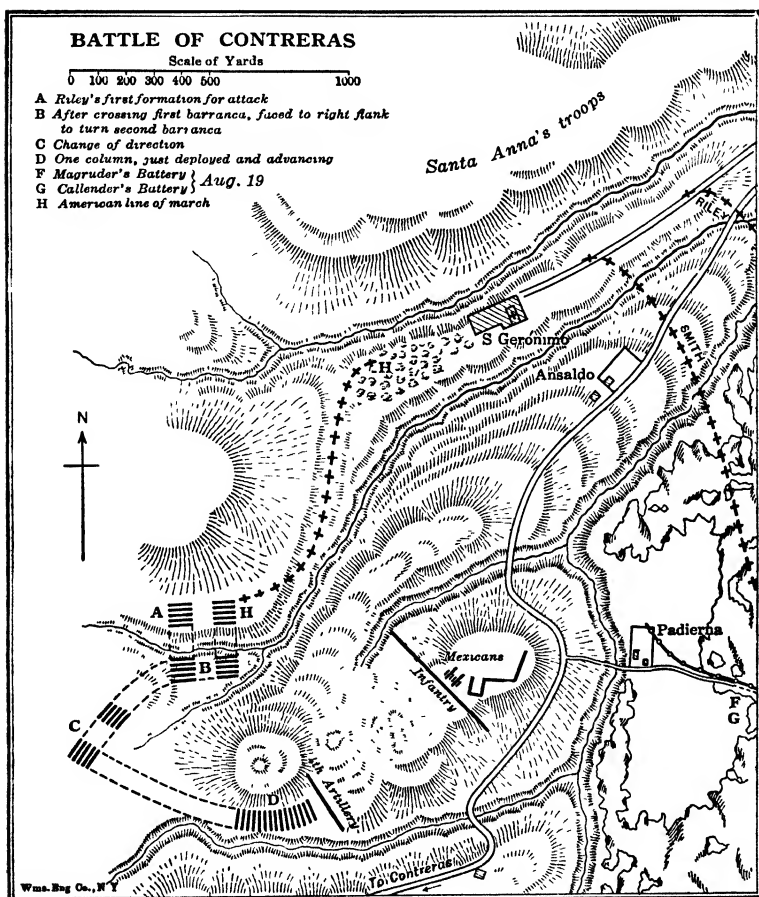 BATTLE OF CONTRERAS
Scale of Yards
0 100 200 300 400 500 1000
A Riley's first formation for attack
B After crossing first barranca, faced to right flank
to turn second barranca
C Change of direction
D One column, just deployed and advancing
F Magruder's Battery } Aug. 19
G Callender's Battery
H American line of march
Santa Anna's troops
RILEY
S Geronimo
SMITH
H
Ansaldo
N
A H
Padierna
B
Mexicans
Infantry
F
G
C
4th Artillery
D
To Contreras
Wms. Eng Co., N Y